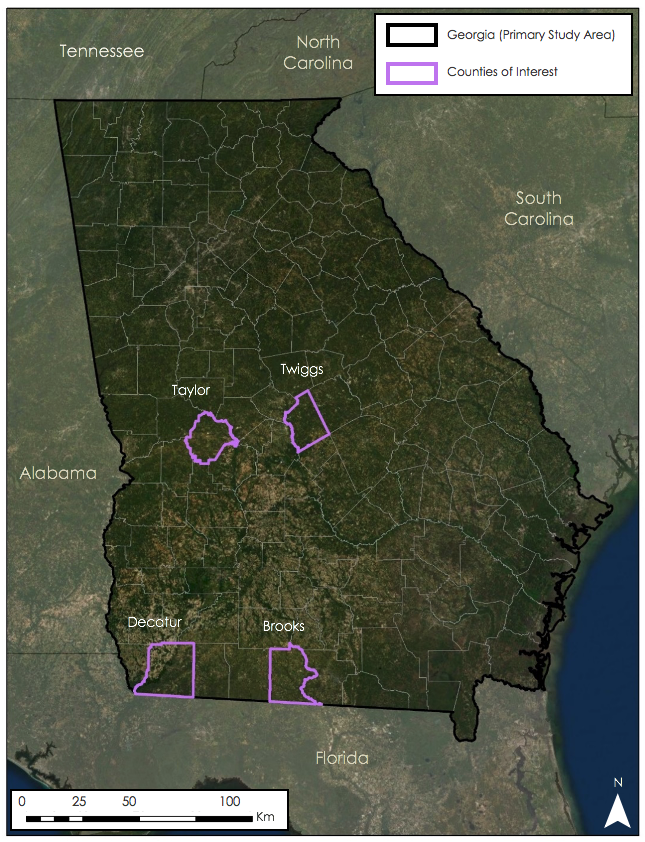 Tennessee
North
Carolina
Georgia (Primary Study Area)
Counties of Interest
South
Carolina
Twiggs
Taylor
Alabama
Decatur
Brooks
Florida
N
0 25 50 100
Km